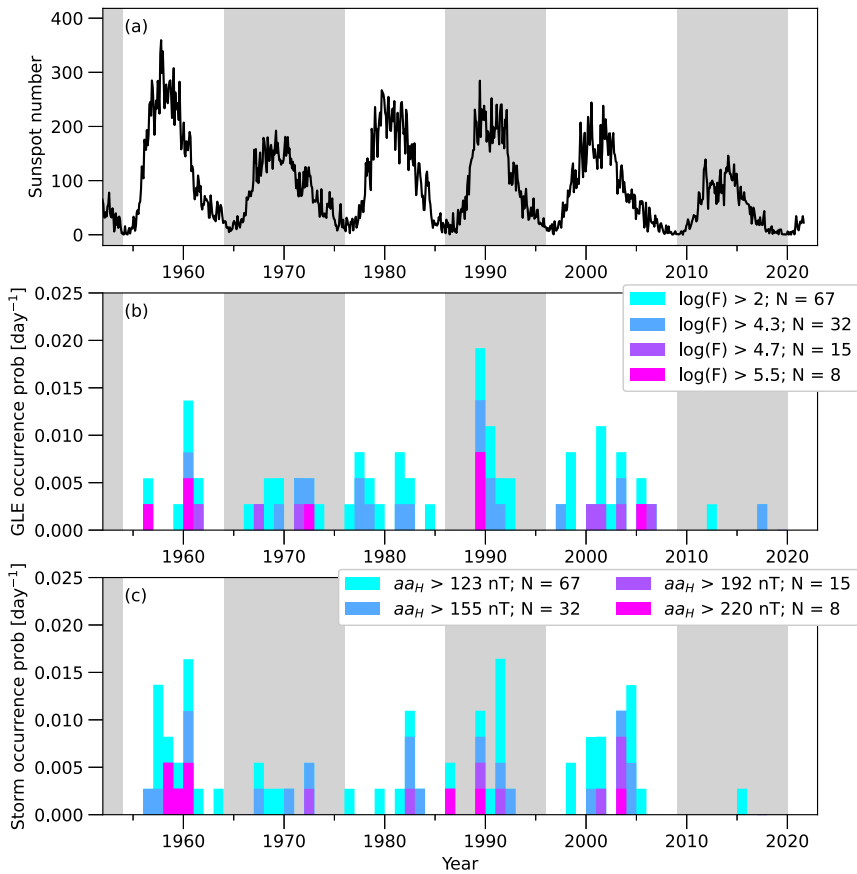 (a)
400
300
200
100
0
Sunspot number
1960 1970 1980 1990 2000 2010 2020
(b)
log(F) > 2; N = 67
log(F) > 4.3; N = 32
log(F) > 4.7; N = 15
log(F) > 5.5; N = 8
0.025
0.020
0.015
0.010
0.005
0.000
GLE occurrence prob [day⁻¹]
1960 1970 1980 1990 2000 2010 2020
(c)
aa_H > 123 nT; N = 67 aa_H > 192 nT; N = 15
aa_H > 155 nT; N = 32 aa_H > 220 nT; N = 8
0.025
0.020
0.015
0.010
0.005
0.000
Storm occurrence prob [day⁻¹]
1960 1970 1980 1990 2000 2010 2020
Year